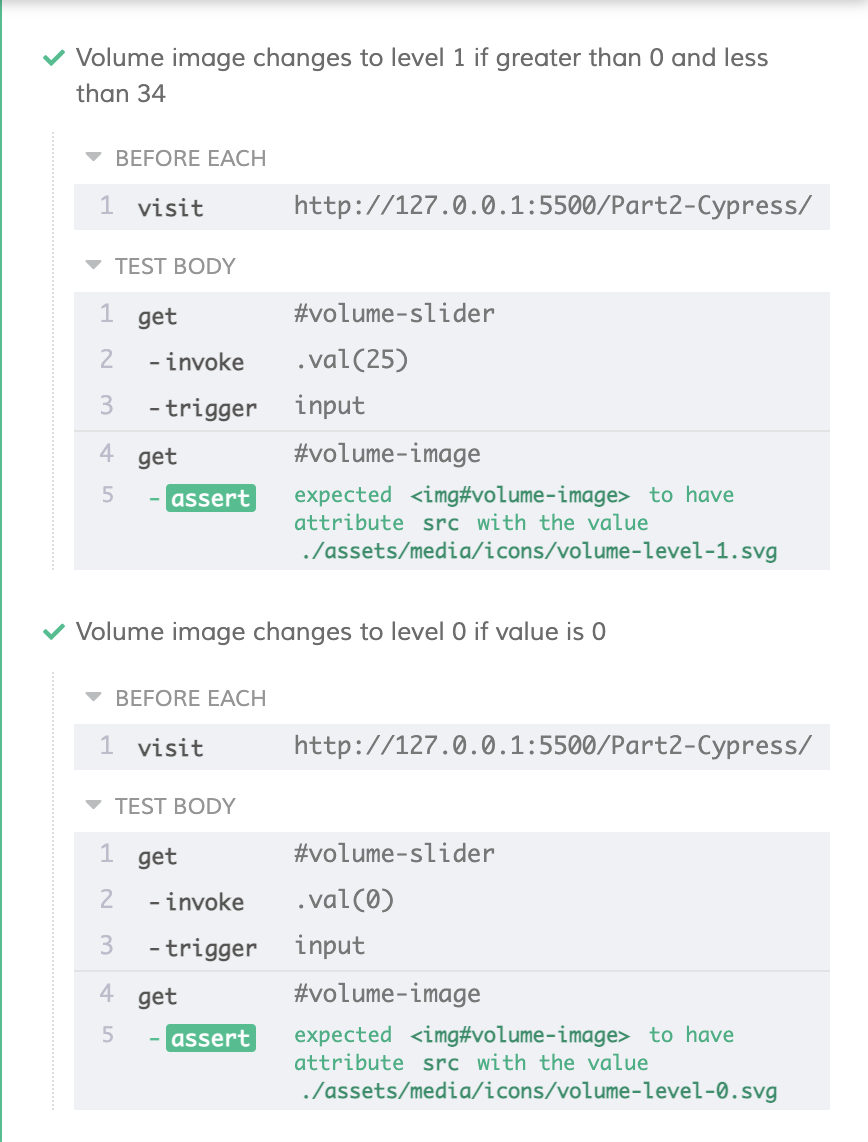 Volume image changes to level 1 if greater than 0 and less
than 34
BEFORE EACH
1 visit http://127.0.0.1:5500/Part2-Cypress/
TEST BODY
1 get #volume-slider
2 -invoke .val(25)
3 -trigger input
4 get #volume-image
5 -assert expected <img#volume-image> to have
attribute src with the value
./assets/media/icons/volume-level-1.svg
Volume image changes to level 0 if value is 0
BEFORE EACH
1 visit http://127.0.0.1:5500/Part2-Cypress/
TEST BODY
1 get #volume-slider
2 -invoke .val(0)
3 -trigger input
4 get #volume-image
5 -assert expected <img#volume-image> to have
attribute src with the value
./assets/media/icons/volume-level-0.svg